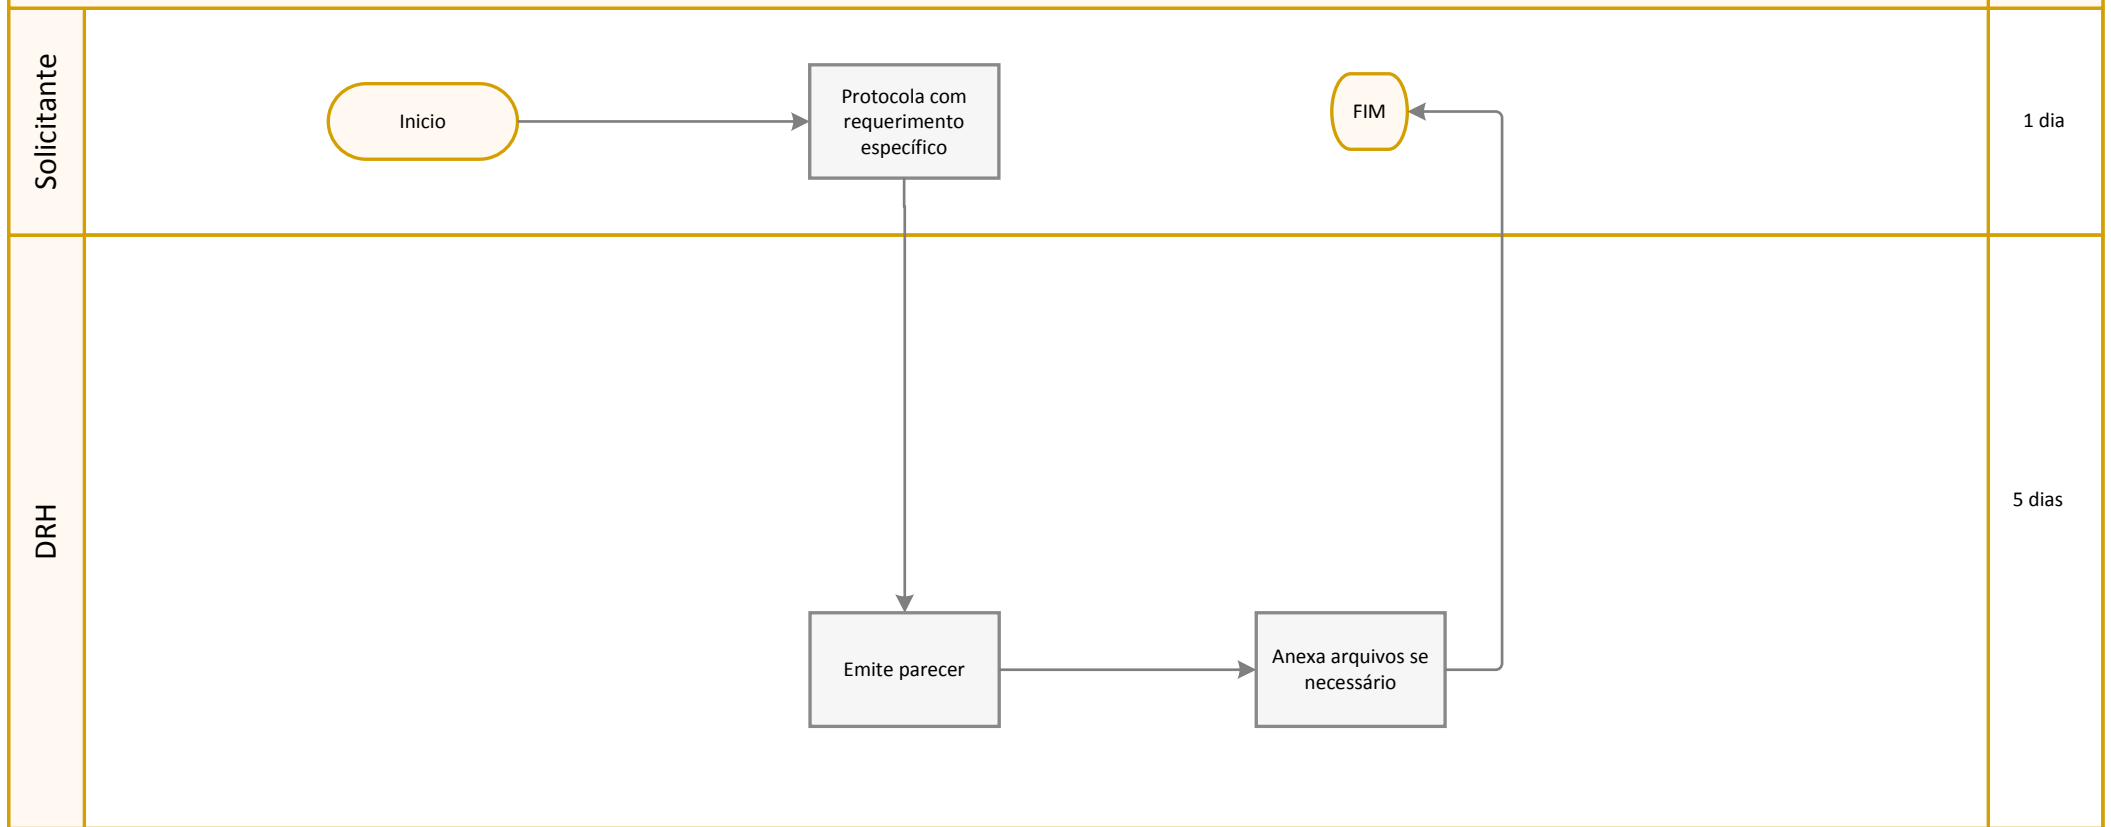 Solicitante
Inicio
Protocola com
requerimento
específico
FIM
1 dia
DRH
Emite parecer
Anexa arquivos se
necessário
5 dias